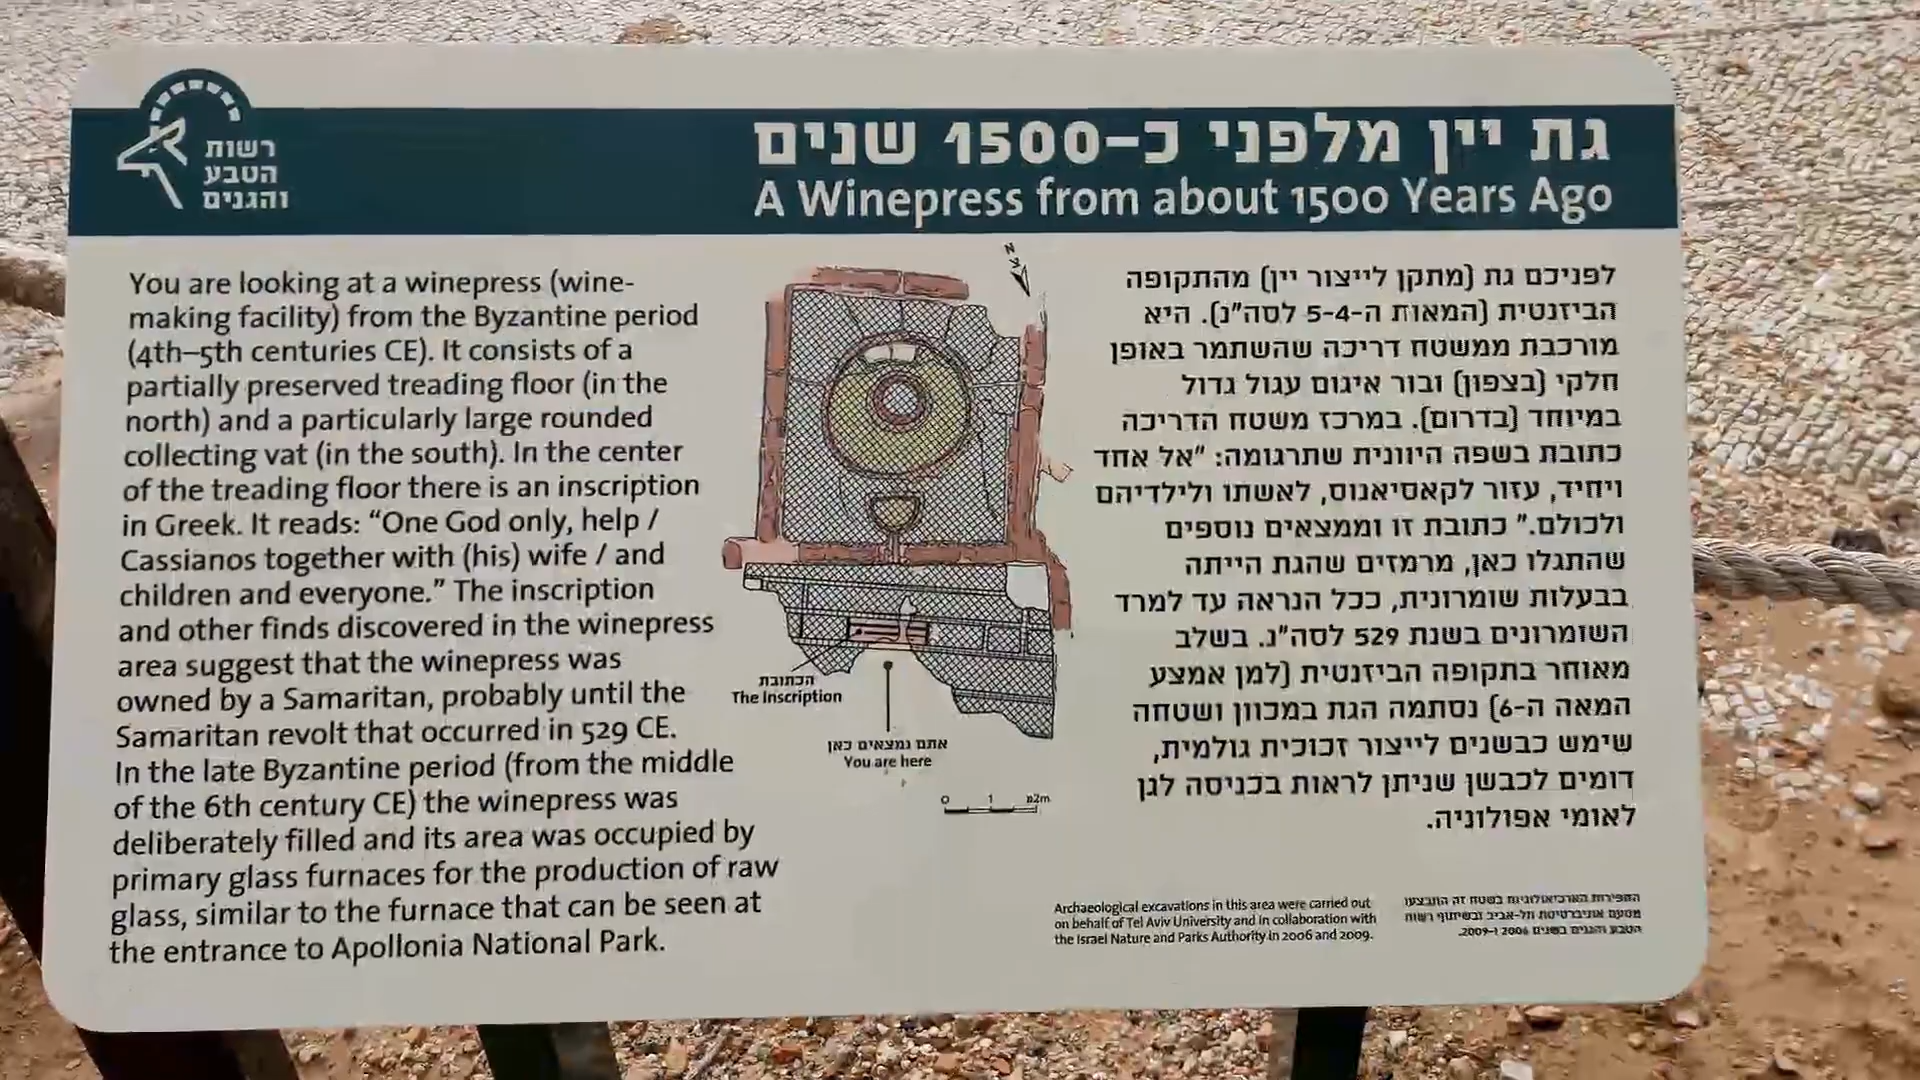 רשות
הטבע
והגנים
גת יין מלפני כ-1500 שנים
A Winepress from about 1500 Years Ago
You are looking at a winepress (wine-
making facility) from the Byzantine period
(4th–5th centuries CE). It consists of a
partially preserved treading floor (in the
north) and a particularly large rounded
collecting vat (in the south). In the center
of the treading floor there is an inscription
in Greek. It reads: “One God only, help /
Cassianos together with (his) wife / and
children and everyone.” The inscription
and other finds discovered in the winepress
area suggest that the winepress was
owned by a Samaritan, probably until the
Samaritan revolt that occurred in 529 CE.
In the late Byzantine period (from the middle
of the 6th century CE) the winepress was
deliberately filled and its area was occupied by
primary glass furnaces for the production of raw
glass, similar to the furnace that can be seen at
the entrance to Apollonia National Park.
הכתובת
The Inscription
אתם נמצאים כאן
You are here
0 1 2m
לפניכם גת (מתקן לייצור יין) מהתקופה
הביזנטית (המאות ה-5-4 לסה"נ). היא
מורכבת ממשטח דריכה שהשתמר באופן
חלקי (בצפון) ובור איגום עגול גדול
במיוחד (בדרום). במרכז משטח הדריכה
כתובת בשפה היוונית שתרגומה: "אל אחד
ויחיד, עזור לקאסיאנוס, לאשתו ולילדיהם
ולכולם." כתובת זו וממצאים נוספים
שהתגלו כאן, מרמזים שהגת הייתה
בבעלות שומרונית, ככל הנראה עד למרד
השומרונים בשנת 529 לסה"נ. בשלב
מאוחר בתקופה הביזנטית (למן אמצע
המאה ה-6) נסתמה הגת במכוון ושטחה
שימש כבשנים לייצור זכוכית גולמית,
דומים לכבשן שניתן לראות בכניסה לגן
לאומי אפולוניה.
Archaeological excavations in this area were carried out
on behalf of Tel Aviv University and in collaboration with
the Israel Nature and Parks Authority in 2006 and 2009.
החפירות הארכיאולוגיות בשטח זה התבצעו
מטעם אוניברסיטת תל-אביב ובשיתוף רשות
הטבע והגנים בשנים 2006 ו-2009.